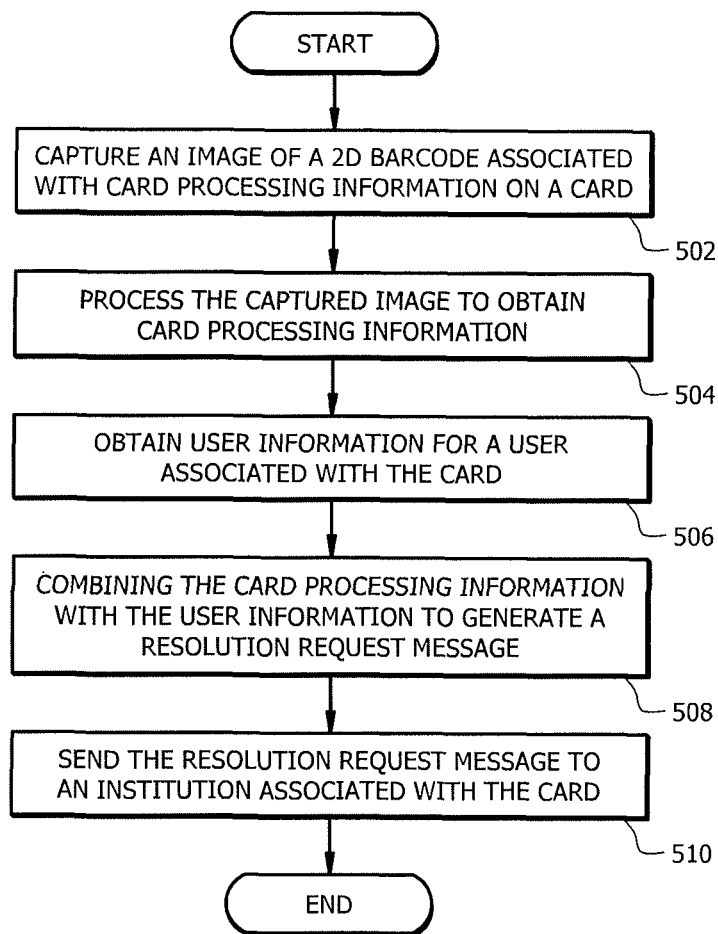 START
CAPTURE AN IMAGE OF A 2D BARCODE ASSOCIATED
WITH CARD PROCESSING INFORMATION ON A CARD
502
PROCESS THE CAPTURED IMAGE TO OBTAIN
CARD PROCESSING INFORMATION
504
OBTAIN USER INFORMATION FOR A USER
ASSOCIATED WITH THE CARD
506
COMBINING THE CARD PROCESSING INFORMATION
WITH THE USER INFORMATION TO GENERATE A
RESOLUTION REQUEST MESSAGE
508
SEND THE RESOLUTION REQUEST MESSAGE TO
AN INSTITUTION ASSOCIATED WITH THE CARD
510
END